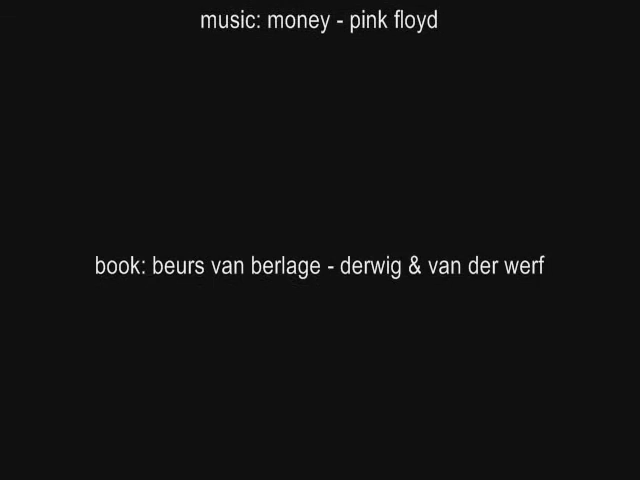 music: money - pink floyd
book: beurs van berlage - derwig & van der werf